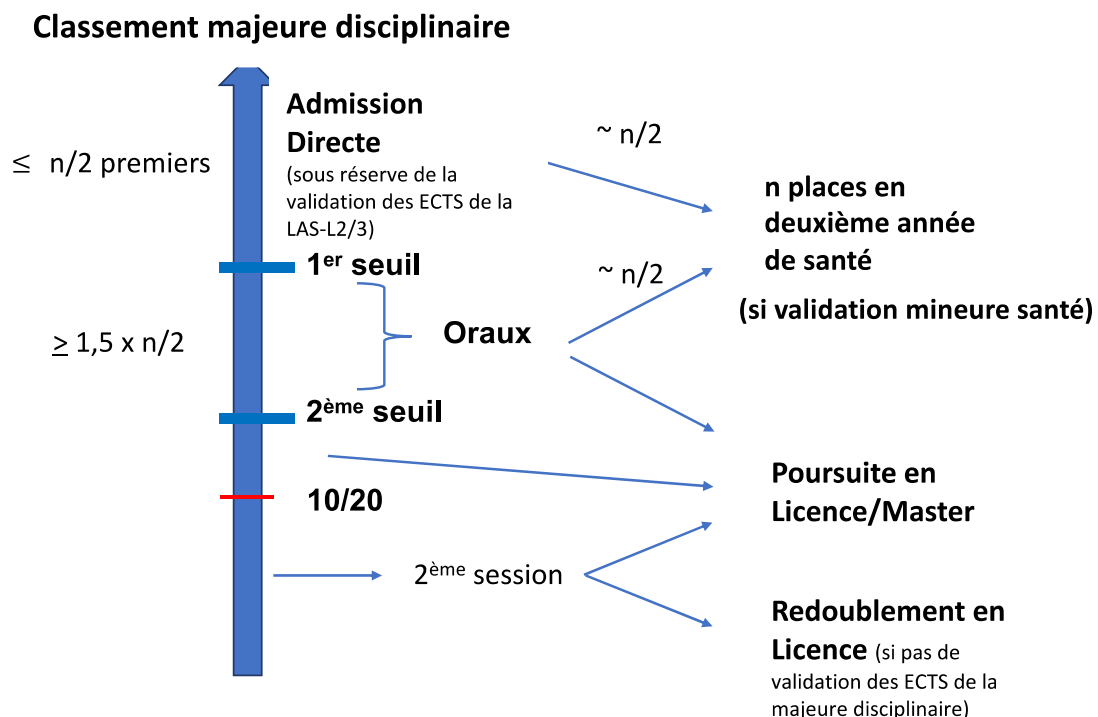 Classement majeure disciplinaire
Admission
Directe
(sous réserve de la
validation des ECTS de la
LAS-L2/3)
≤ n/2 premiers
~ n/2
n places en
deuxième année
de santé
(si validation mineure santé)
1er seuil
~ n/2
Oraux
≥ 1,5 x n/2
2ème seuil
10/20
Poursuite en
Licence/Master
2ème session
Redoublement en
Licence (si pas de
validation des ECTS de la
majeure disciplinaire)